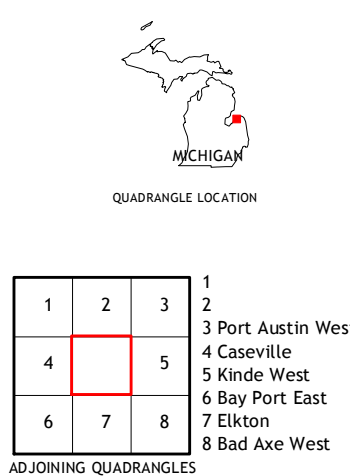 MICHIGAN
QUADRANGLE LOCATION
1 2 3
4 5
6 7 8
1
2
3 Port Austin Wes
4 Caseville
5 Kinde West
6 Bay Port East
7 Elkton
8 Bad Axe West
ADJOINING QUADRANGLES